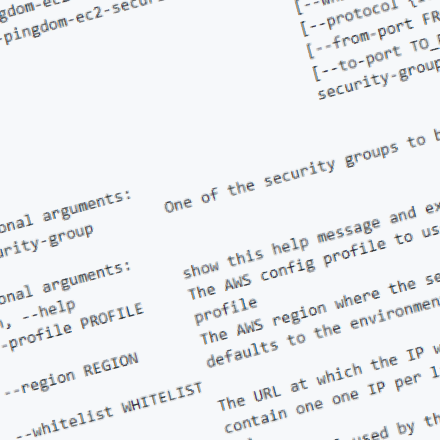 -pingdom-ec2-secur
[--protocol
[--from-port FR
[--to-port TO_
security-group
onal arguments:
urity-group One of the security groups to b
onal arguments:
, --help show this help message and ex
-profile PROFILE The AWS config profile to us
profile
--region REGION The AWS region where the se
defaults to the environmen
--whitelist WHITELIST The URL at which the IP w
contain one one IP per l
used by th